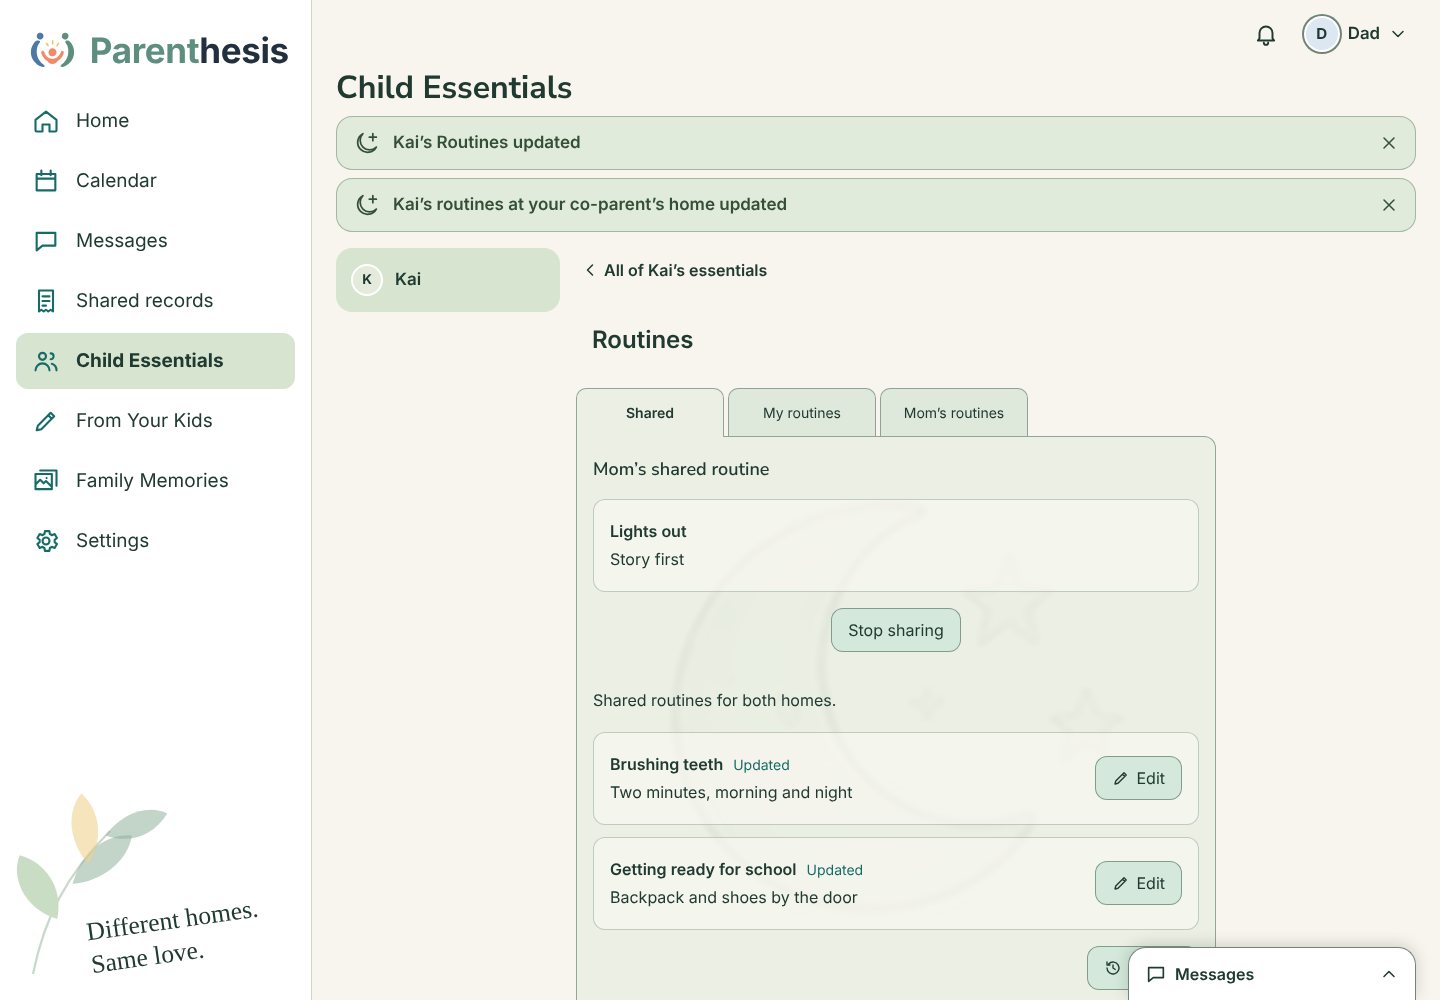 Parenthesis
Home
Calendar
Messages
Shared records
Child Essentials
From Your Kids
Family Memories
Settings
Different homes.
Same love.
D
Dad
Child Essentials
Kai’s Routines updated
Kai’s routines at your co-parent’s home updated
K
Kai
All of Kai’s essentials
Routines
Shared
My routines
Mom’s routines
Mom’s shared routine
Lights out
Story first
Stop sharing
Shared routines for both homes.
Brushing teeth Updated
Two minutes, morning and night
Edit
Getting ready for school Updated
Backpack and shoes by the door
Edit
Messages